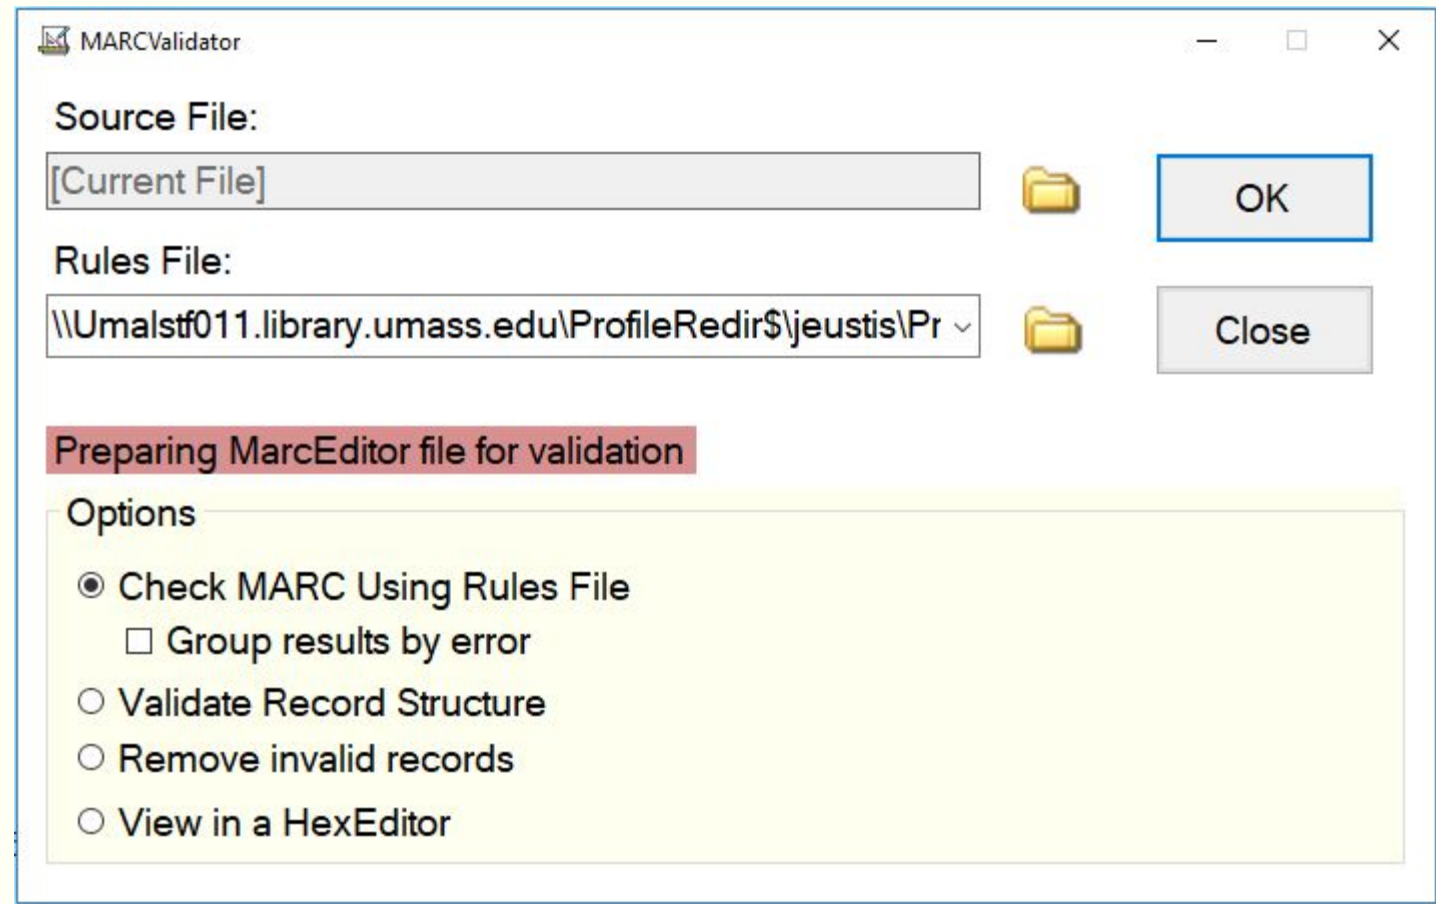 MARCValidator
Source File:
[Current File]
OK
Rules File:
\\Umalstf011.library.umass.edu\ProfileRedir$\jeustis\Pr
Close
Preparing MarcEditor file for validation
Options
Check MARC Using Rules File
Group results by error
Validate Record Structure
Remove invalid records
View in a HexEditor